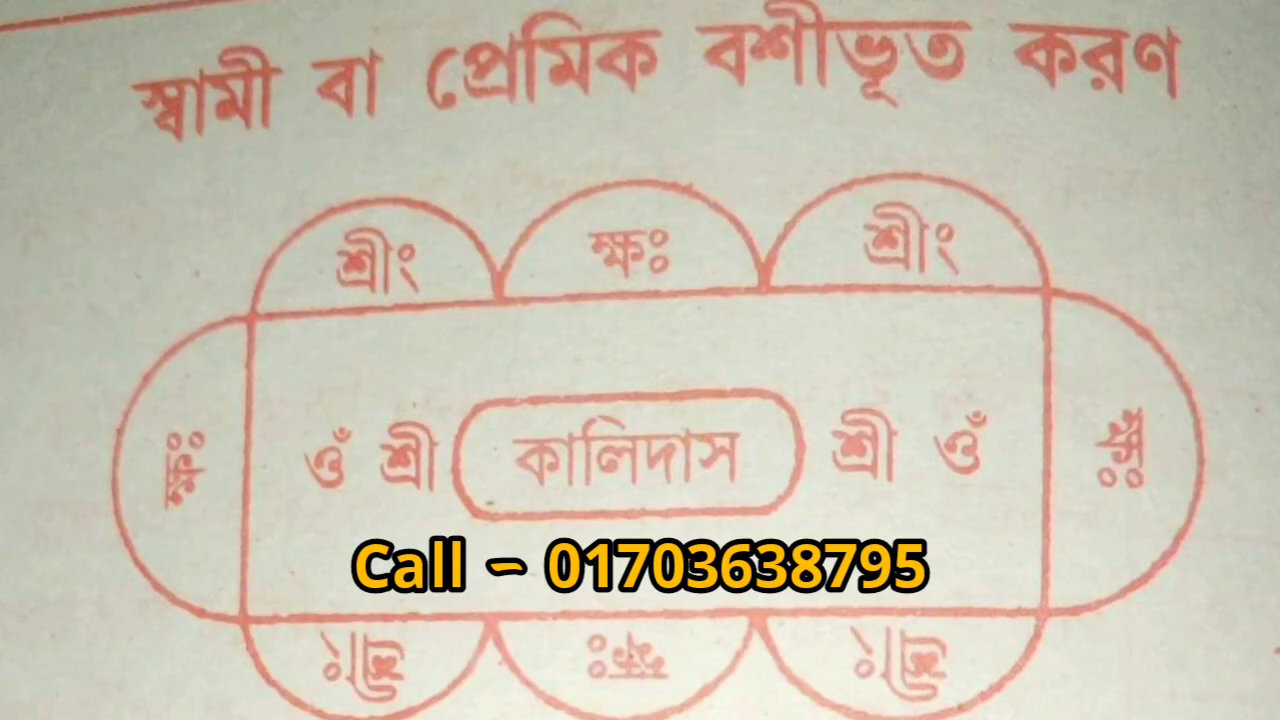 স্বামী বা প্রেমিক বশীভূত করণ
শ্রীং ক্ষঃ শ্রীং
ক্ষঃ ওঁ শ্রী কালিদাস শ্রী ওঁ ক্ষঃ
Call - 01703638795
শ্রীং ক্ষঃ শ্রীং